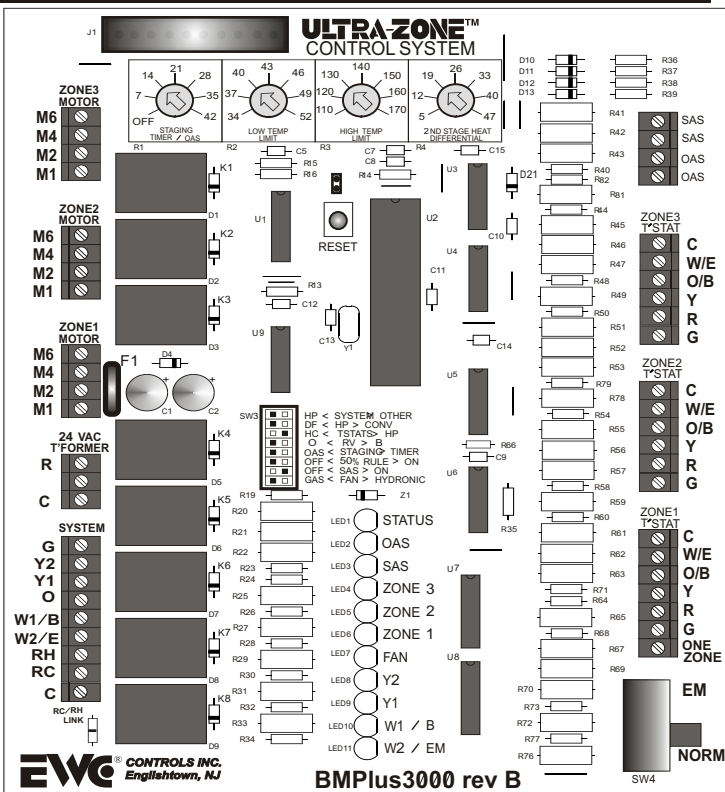 J1
ULTRA-ZONE™
CONTROL SYSTEM
ZONE3
MOTOR
M6
M4
M2
M1
OFF 7 14 21 28 35 42
STAGING
TIMER / OAS
34 37 40 43 46 49 52
LOW TEMP
LIMIT
110 120 130 140 150 160 170
HIGH TEMP
LIMIT
5 12 19 26 33 40 47
2ND STAGE HEAT
DIFFERENTIAL
R1
R2
R3
R4
C5
R15
R16
C7
C8
R14
C15
U3
D21
D10
D11
D12
D13
R36
R37
R38
R39
R41
R42
R43
R40
R82
R81
R44
R45
R46
R47
R48
R49
R50
R51
R52
R53
R79
R78
R54
R55
R56
R57
R58
R59
R60
R61
R62
R63
R71
R64
R65
R68
R67
R69
R70
R73
R72
R77
R76
SAS
SAS
OAS
OAS
ZONE3
T'STAT
C
W/E
O/B
Y
R
G
ZONE2
T'STAT
C
W/E
O/B
Y
R
G
ZONE1
T'STAT
C
W/E
O/B
Y
R
G
ONE
ZONE
EM
NORM
SW4
K1
D1
K2
D2
K3
D3
U1
RESET
U2
C10
U4
C11
R13
C12
C13
Y1
U9
C14
U5
R66
C9
U6
R35
U7
U8
ZONE2
MOTOR
M6
M4
M2
M1
ZONE1
MOTOR
M6
M4
M2
M1
F1
D4
+
C1
+
C2
24 VAC
T'FORMER
R
C
K4
D5
K5
D6
K6
D7
K7
D8
K8
D9
SYSTEM
G
Y2
Y1
O
W1/B
W2/E
RH
RC
C
RC/RH
LINK
SW3
HP < SYSTEM OTHER
DF < HP > CONV
HC < TSTATS > HP
O < RV > B
OAS < STAGING > TIMER
OFF < 50% RULE > ON
OFF < SAS > ON
GAS < FAN > HYDRONIC
R19
R20
R21
R22
R23
R24
R25
R26
R27
R28
R29
R30
R31
R32
R33
R34
Z1
LED1 STATUS
LED2 OAS
LED3 SAS
LED4 ZONE 3
LED5 ZONE 2
LED6 ZONE 1
LED7 FAN
LED8 Y2
LED9 Y1
LED10 W1 / B
LED11 W2 / EM
EWC® CONTROLS INC.
Englishtown, NJ
BMPlus3000 rev B